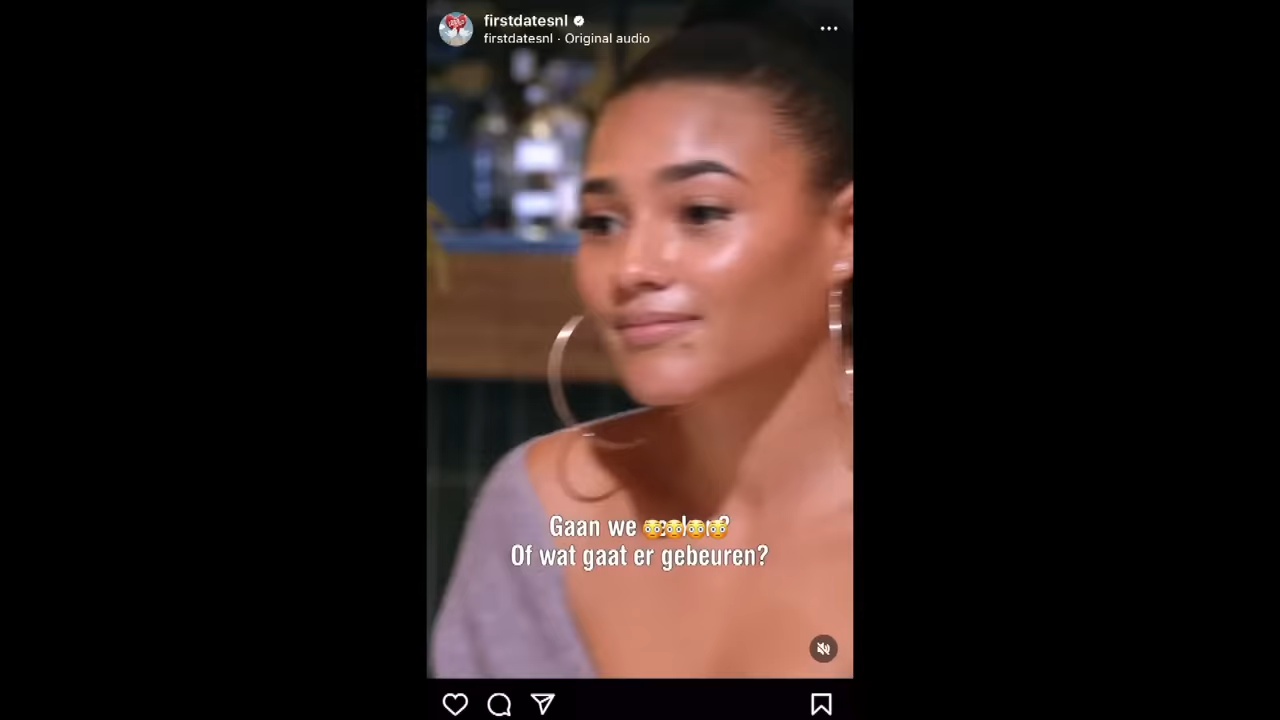 firstdatesnl
firstdatesnl · Original audio
Gaan we 😳😳😳😳?
Of wat gaat er gebeuren?